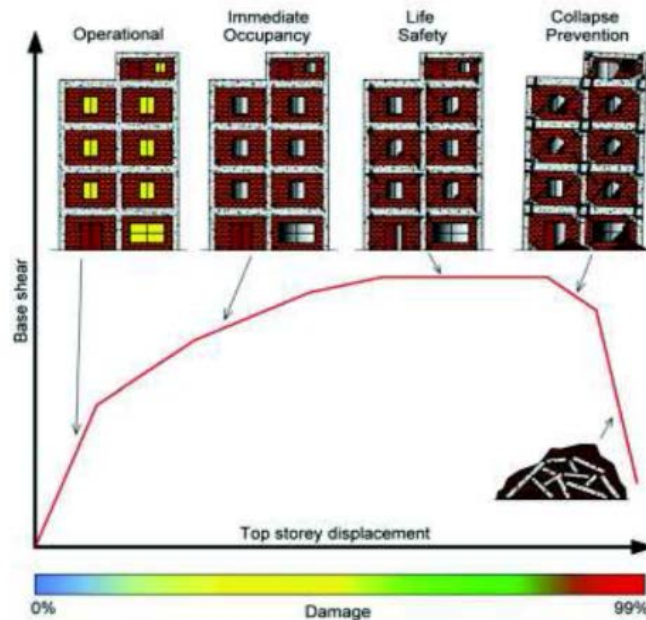 Operational
Immediate
Occupancy
Life
Safety
Collapse
Prevention
Base shear
Top storey displacement
0%
Damage
99%